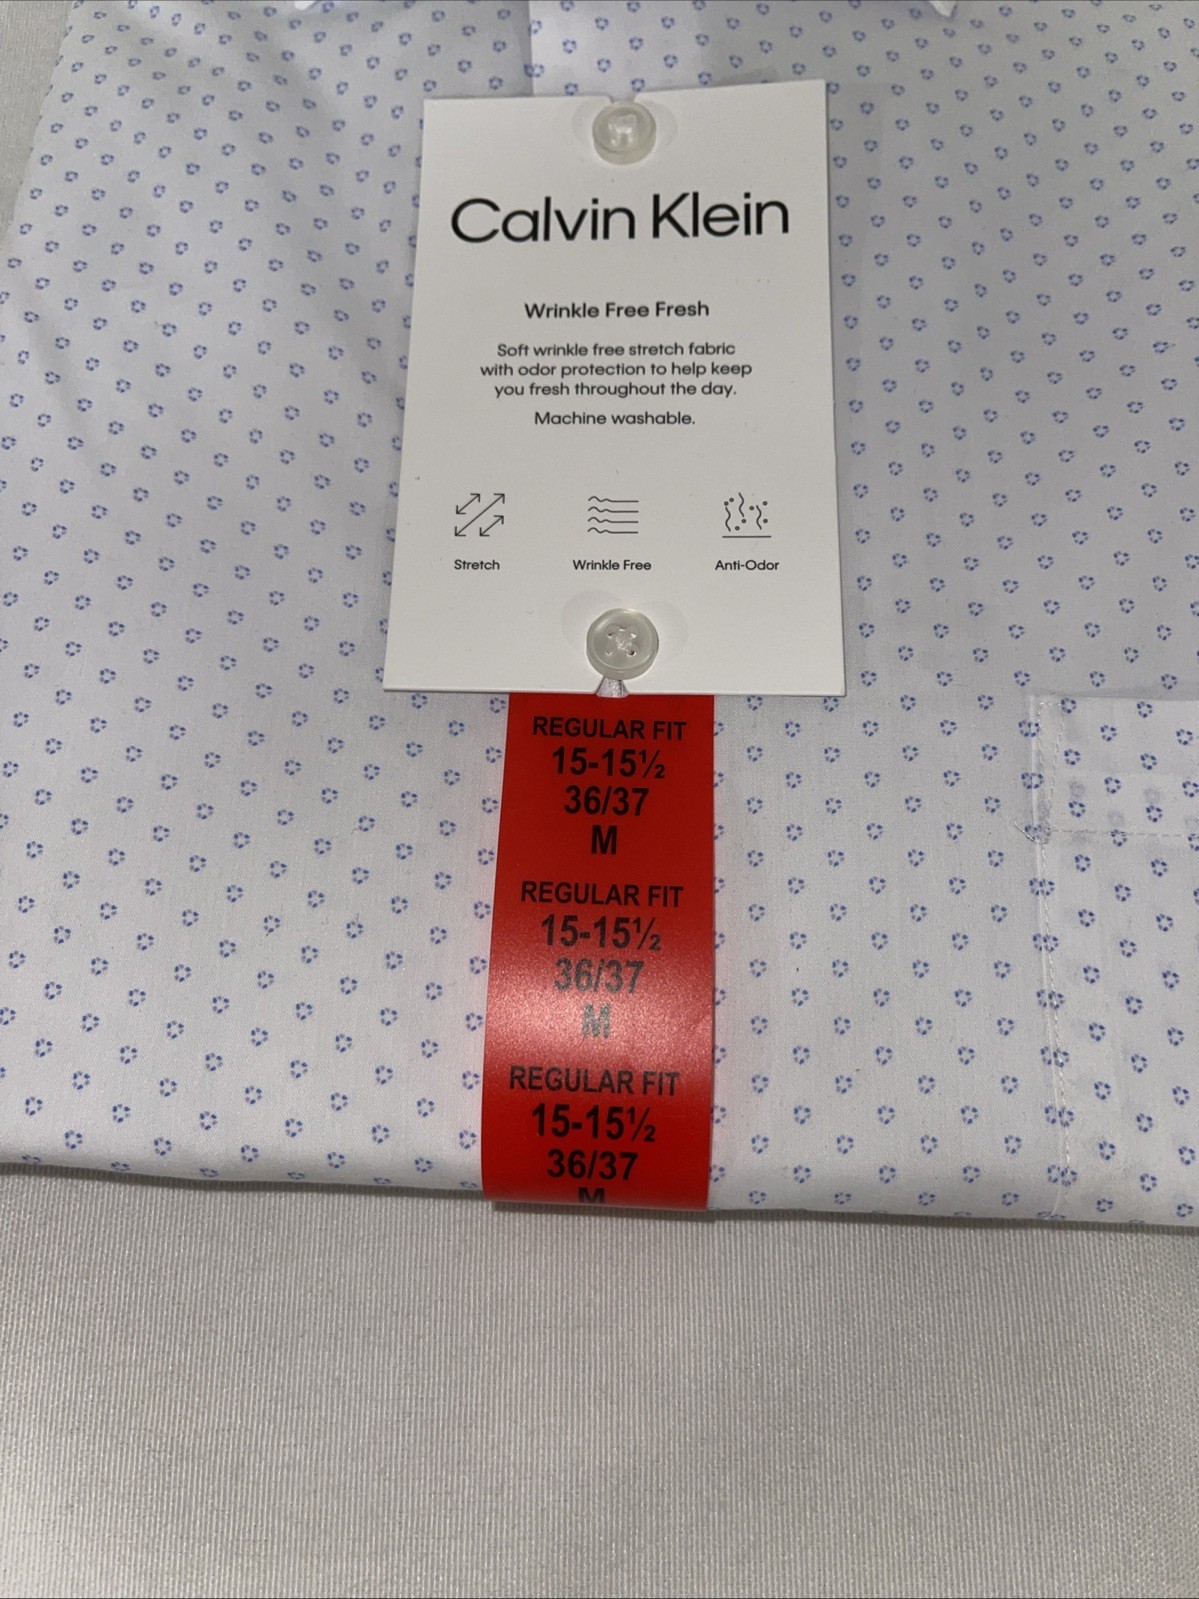 Calvin Klein
Wrinkle Free Fresh
Soft wrinkle free stretch fabric
with odor protection to help keep
you fresh throughout the day.
Machine washable.
Stretch Wrinkle Free Anti-Odor
REGULAR FIT
15-15½
36/37
M
REGULAR FIT
15-15½
36/37
M
REGULAR FIT
15-15½
36/37
M